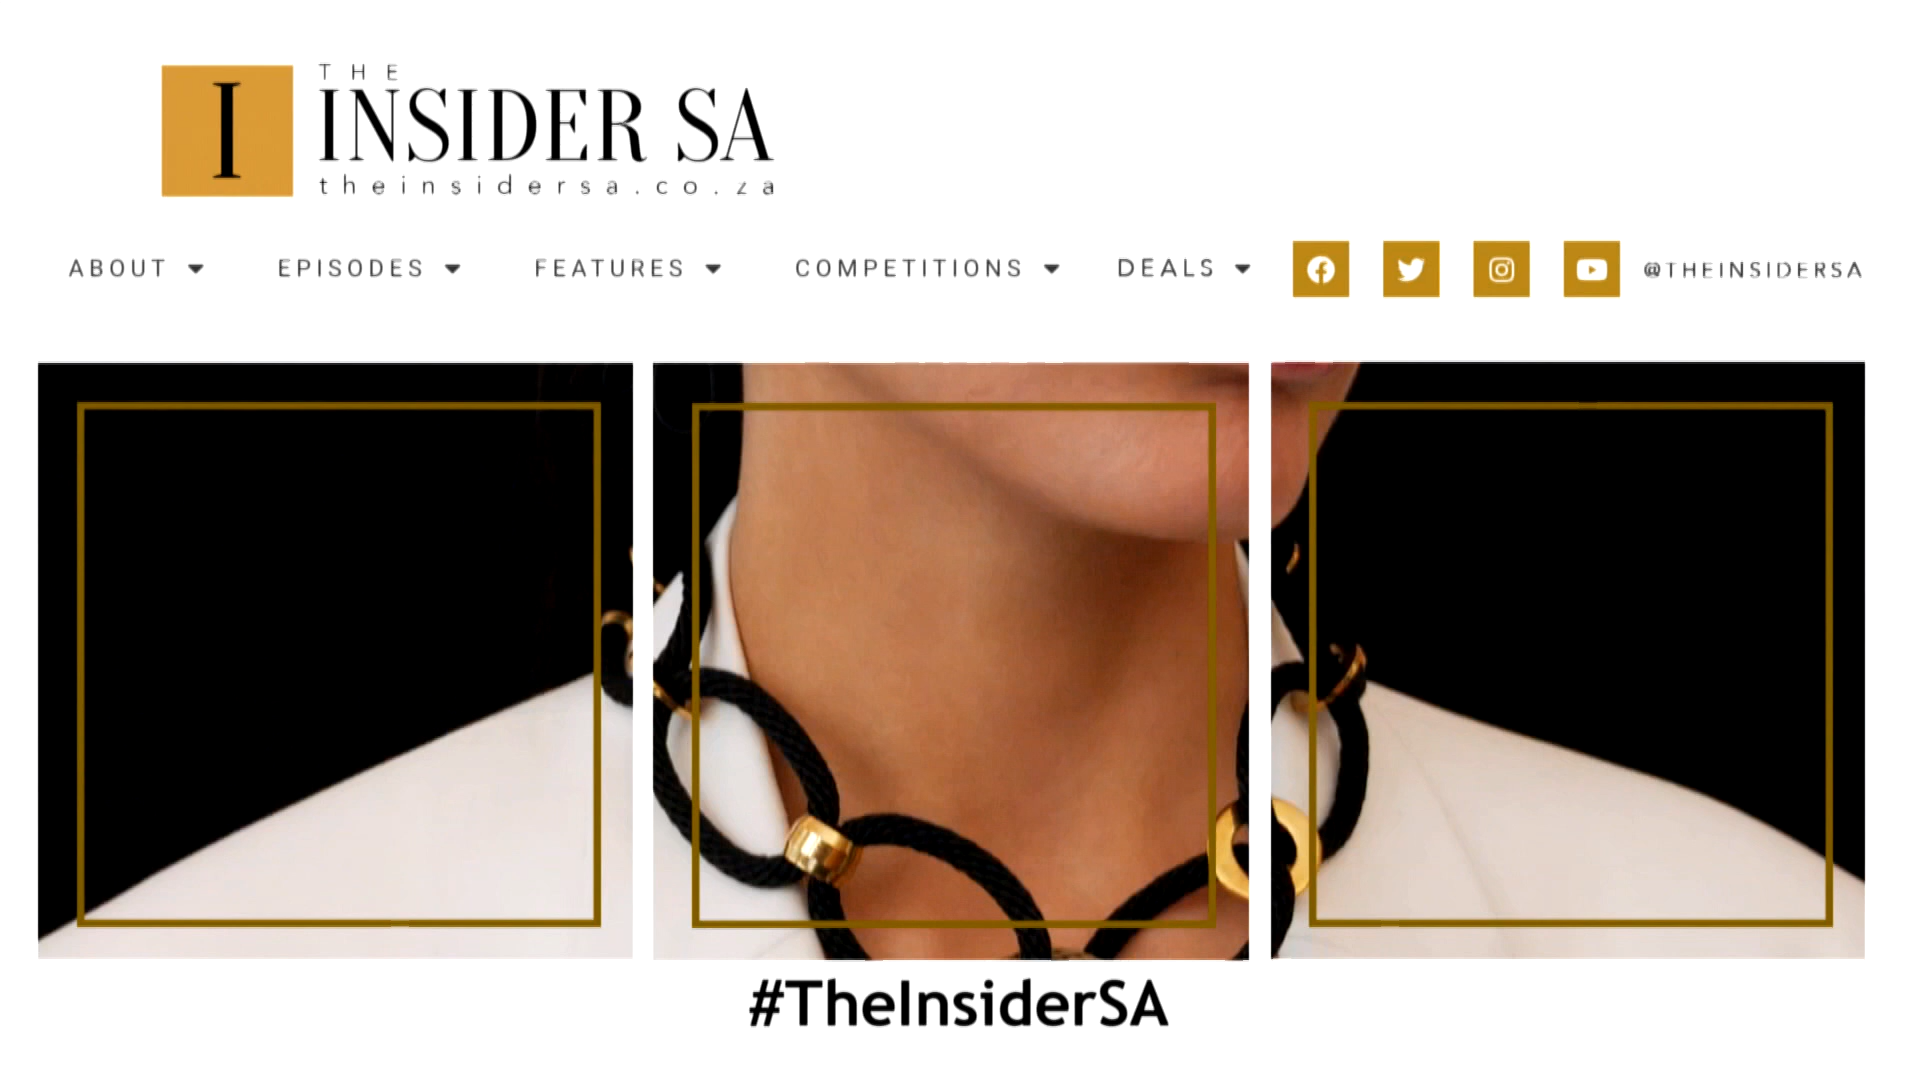 I
THE
INSIDER SA
theinsidersa.co.za
ABOUT EPISODES FEATURES COMPETITIONS DEALS @THEINSIDERSA
#TheInsiderSA